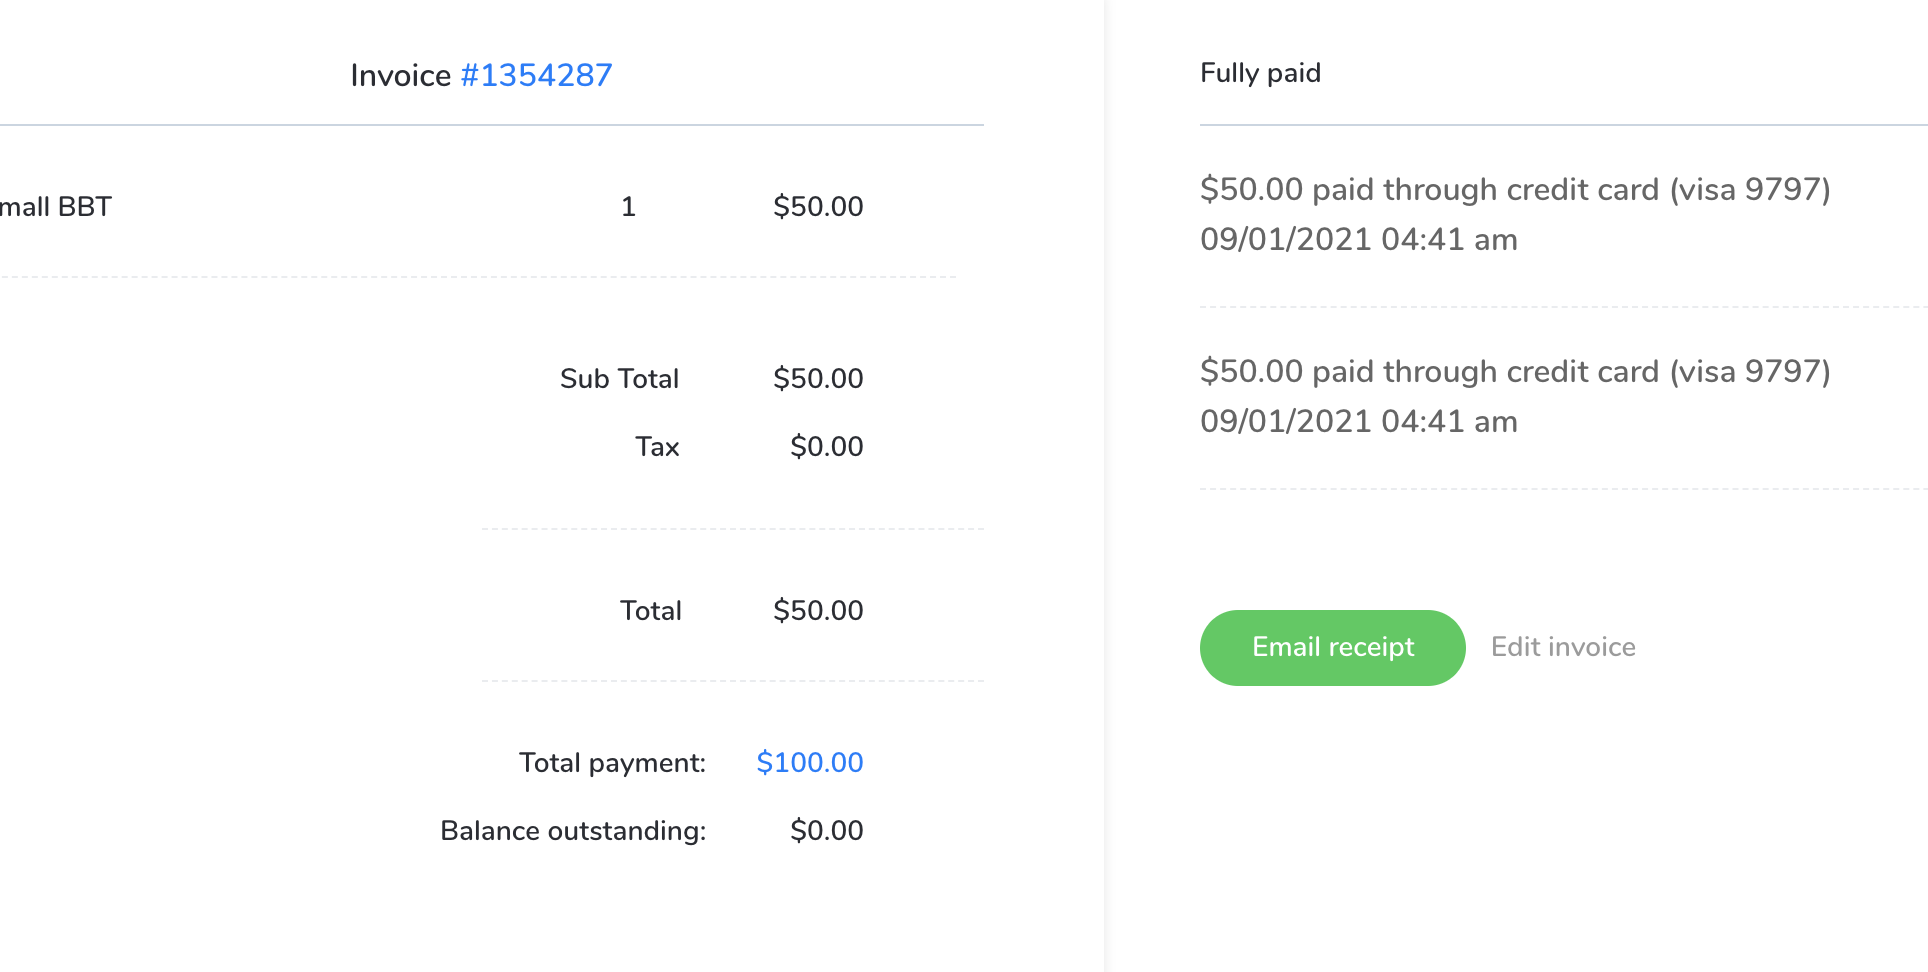 Invoice #1354287
mall BBT 1 $50.00
Sub Total $50.00
Tax $0.00
Total $50.00
Total payment: $100.00
Balance outstanding: $0.00
Fully paid
$50.00 paid through credit card (visa 9797)
09/01/2021 04:41 am
$50.00 paid through credit card (visa 9797)
09/01/2021 04:41 am
Email receipt Edit invoice